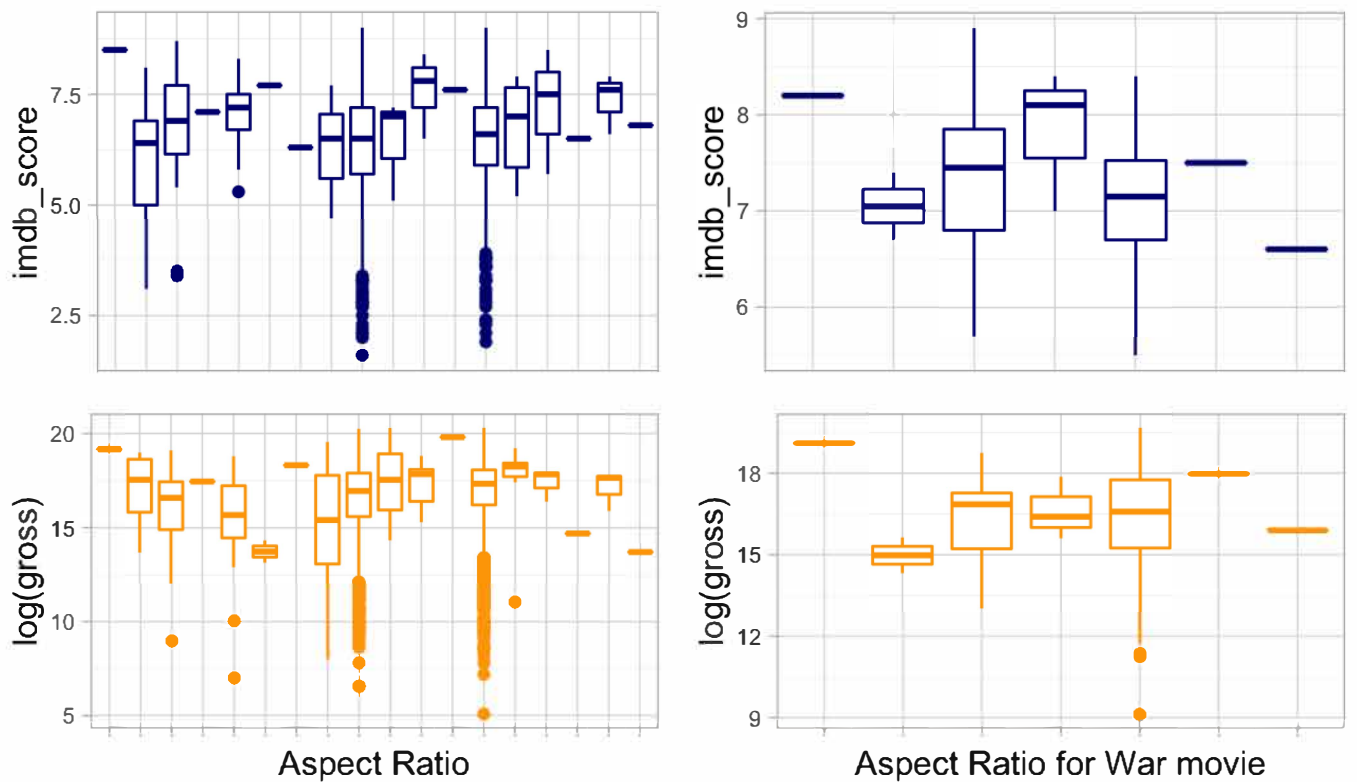 imdb_score
7.5
5.0
2.5
imdb_score
9
8
7
6
log(gross)
20
15
10
5
Aspect Ratio
log(gross)
18
15
12
9
Aspect Ratio for War movie